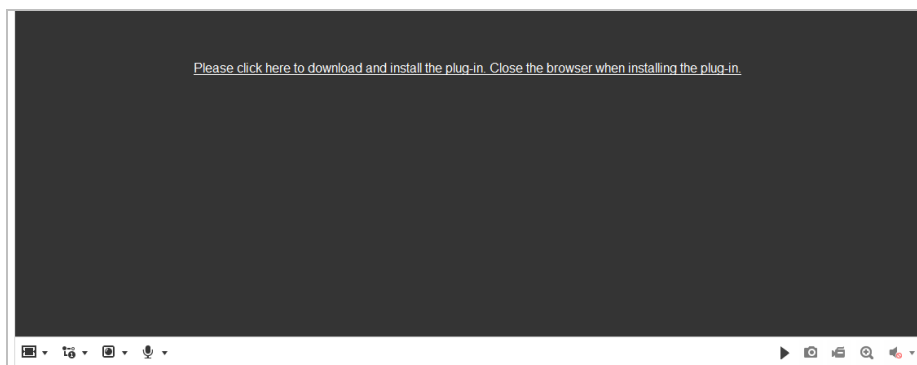 Please click here to download and install the plug-in. Close the browser when installing the plug-in.